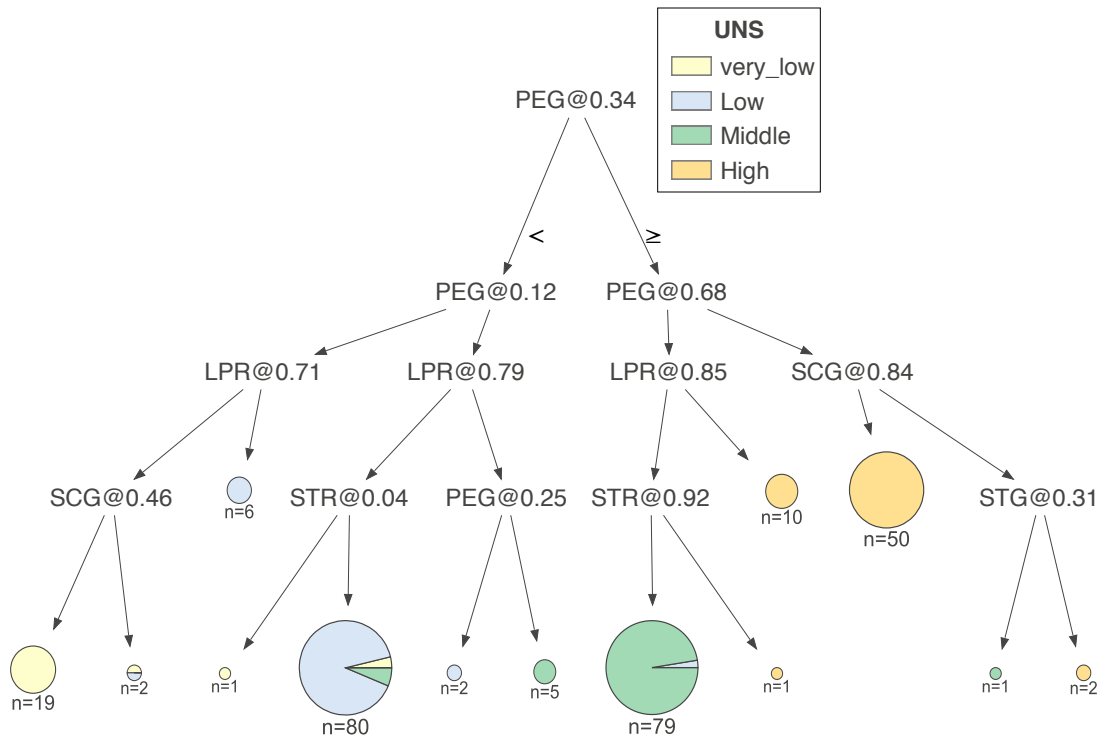 UNS
very_low
Low
Middle
High
PEG@0.34
<
≥
PEG@0.12
PEG@0.68
LPR@0.71
LPR@0.79
LPR@0.85
SCG@0.84
SCG@0.46
n=6
STR@0.04
PEG@0.25
STR@0.92
n=10
n=50
STG@0.31
n=19
n=2
n=1
n=80
n=2
n=5
n=79
n=1
n=1
n=2